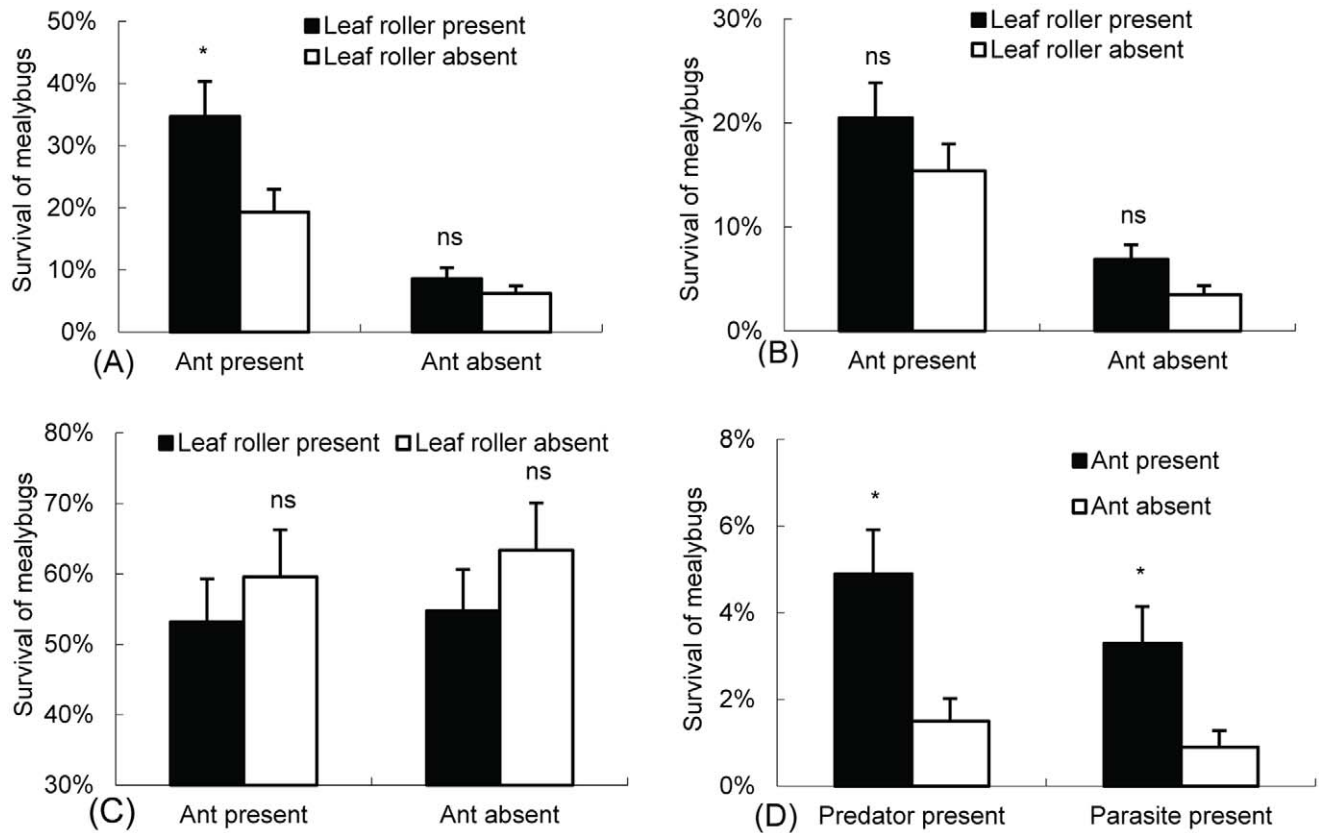 50%
40%
30%
20%
10%
0%
Survival of mealybugs
Leaf roller present
Leaf roller absent
*
ns
Ant present
Ant absent
(A)
30%
20%
10%
0%
Survival of mealybugs
Leaf roller present
Leaf roller absent
ns
ns
Ant present
Ant absent
(B)
80%
70%
60%
50%
40%
30%
Survival of mealybugs
Leaf roller present
Leaf roller absent
ns
ns
Ant present
Ant absent
(C)
8%
6%
4%
2%
0%
Survival of mealybugs
Ant present
Ant absent
*
*
Predator present
Parasite present
(D)